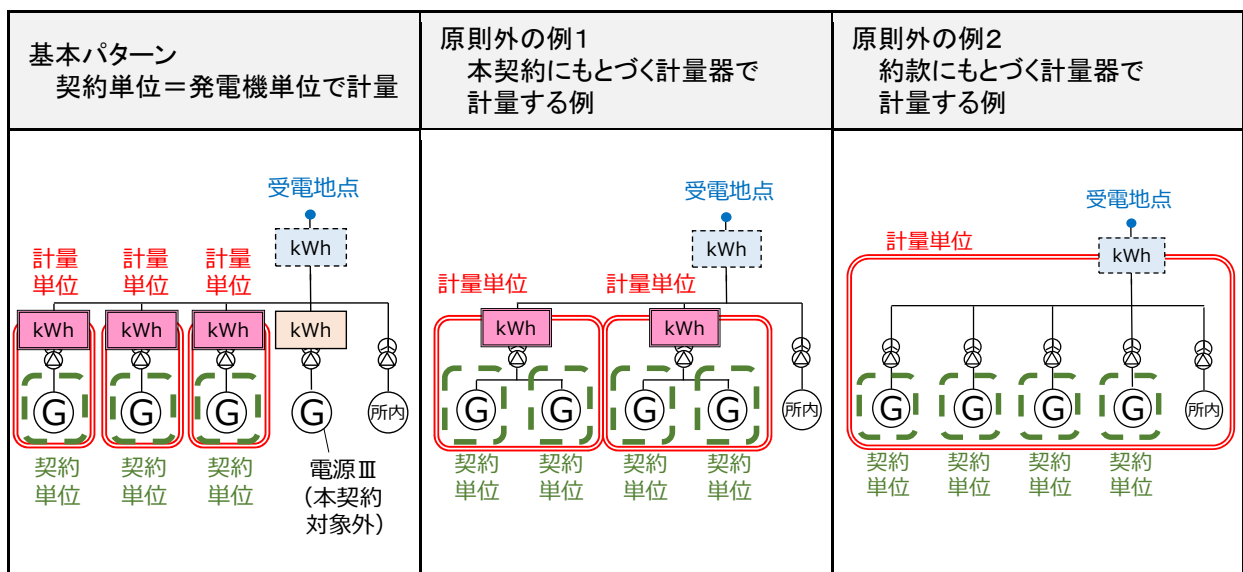 基本パターン
契約単位＝発電機単位で計量
原則外の例１
本契約にもとづく計量器で
計量する例
原則外の例２
約款にもとづく計量器で
計量する例
受電地点
kWh
計量
単位
計量
単位
計量
単位
kWh
kWh
kWh
kWh
G
G
G
G
所内
契約
単位
契約
単位
契約
単位
電源Ⅲ
（本契約
対象外）
受電地点
kWh
計量単位
計量単位
kWh
kWh
G
G
G
G
所内
契約
単位
契約
単位
契約
単位
契約
単位
受電地点
計量単位
kWh
G
G
G
G
所内
契約
単位
契約
単位
契約
単位
契約
単位